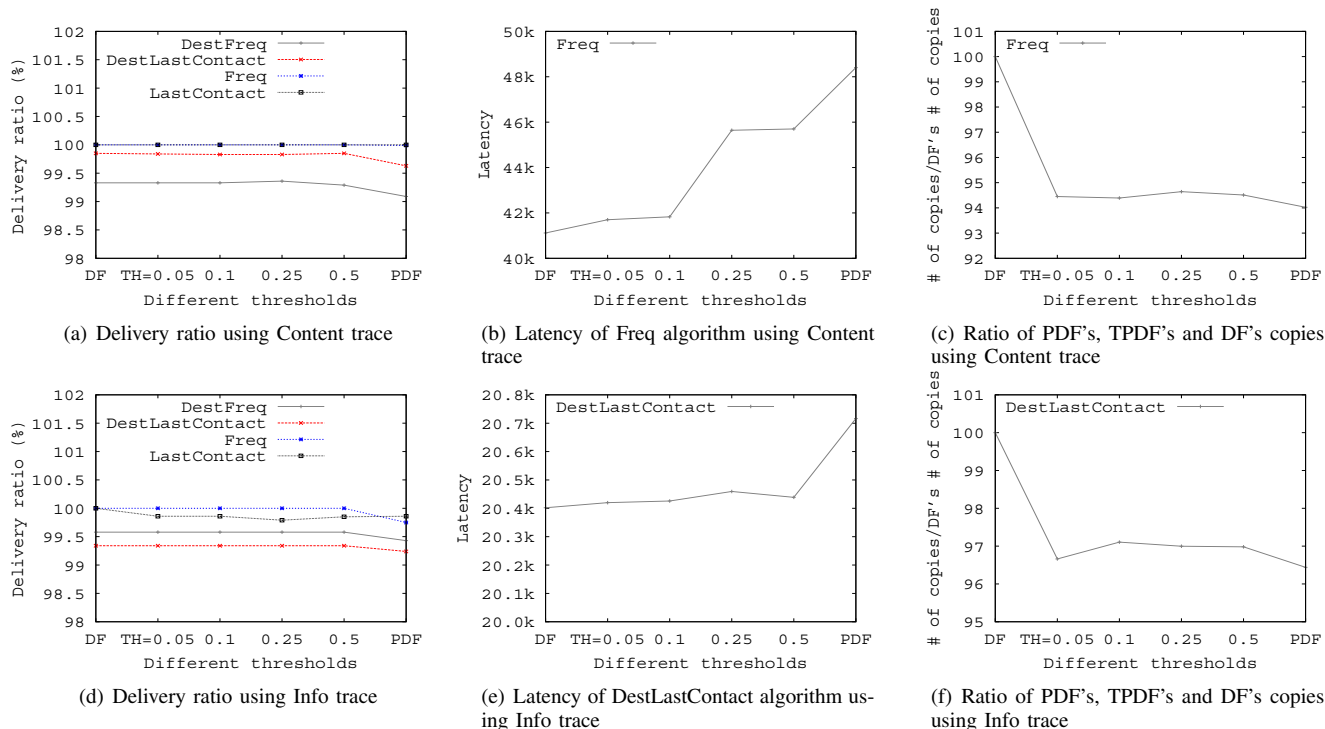 102
101.5
101
100.5
100
99.5
99
98.5
98
Delivery ratio (%)
DestFreq
DestLastContact
Freq
LastContact
DF TH=0.05 0.1 0.25 0.5 PDF
Different thresholds
(a) Delivery ratio using Content trace
50k
48k
46k
44k
42k
40k
Latency
Freq
DF TH=0.05 0.1 0.25 0.5 PDF
Different thresholds
(b) Latency of Freq algorithm using Content
trace
101
100
99
98
97
96
95
94
93
92
# of copies/DF's # of copies
Freq
DF TH=0.05 0.1 0.25 0.5 PDF
Different thresholds
(c) Ratio of PDF's, TPDF's and DF's copies
using Content trace
102
101.5
101
100.5
100
99.5
99
98.5
98
Delivery ratio (%)
DestFreq
DestLastContact
Freq
LastContact
DF TH=0.05 0.1 0.25 0.5 PDF
Different thresholds
(d) Delivery ratio using Info trace
20.8k
20.7k
20.5k
20.4k
20.3k
20.2k
20.1k
20.0k
Latency
DestLastContact
DF TH=0.05 0.1 0.25 0.5 PDF
Different thresholds
(e) Latency of DestLastContact algorithm us-
ing Info trace
101
100
99
98
97
96
95
# of copies/DF's # of copies
DestLastContact
DF TH=0.05 0.1 0.25 0.5 PDF
Different thresholds
(f) Ratio of PDF's, TPDF's and DF's copies
using Info trace